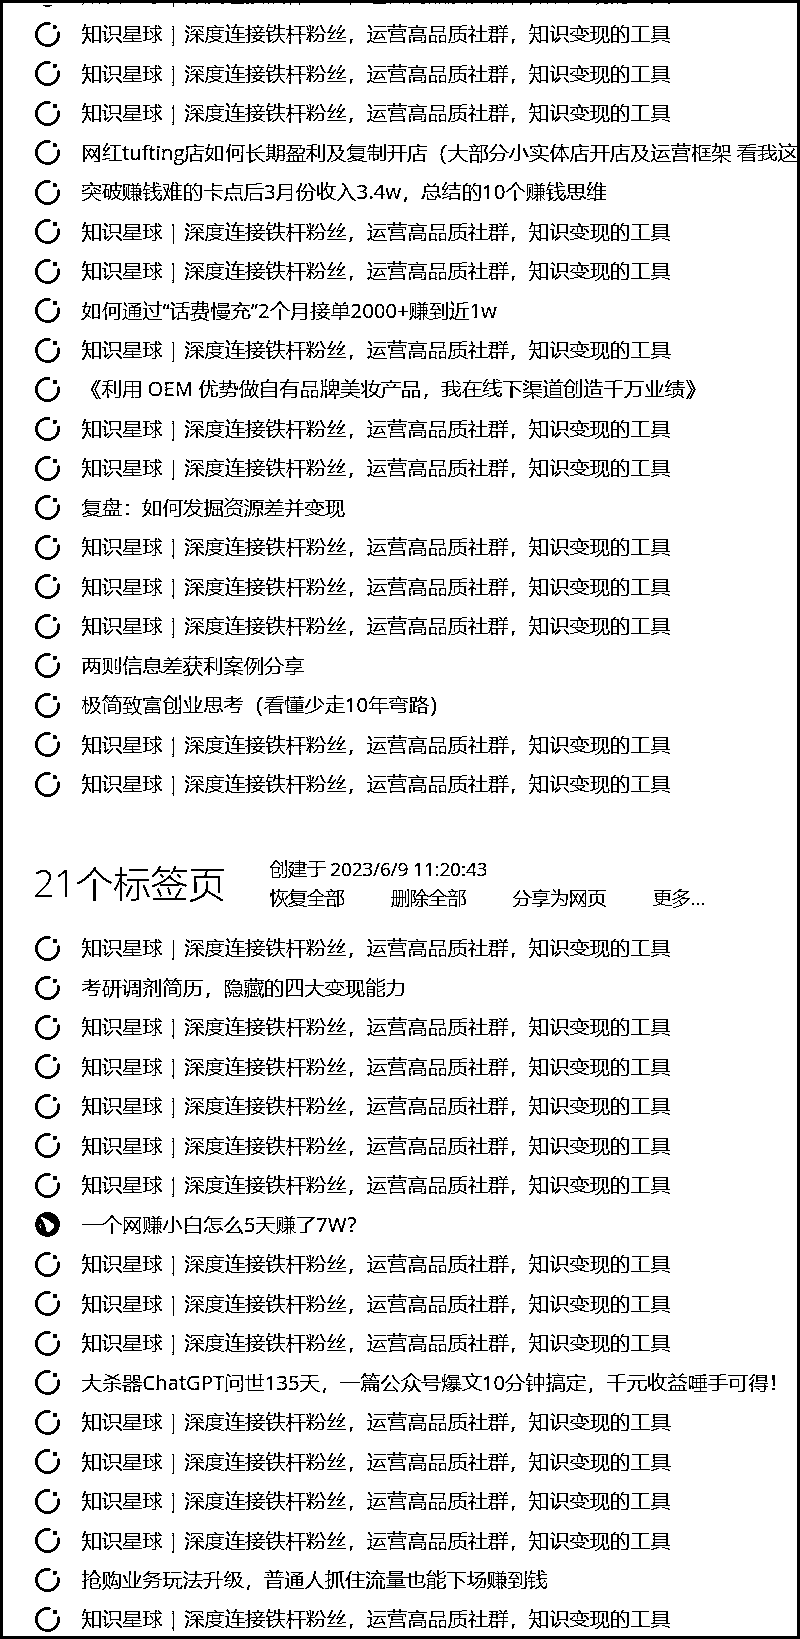 知识星球 | 深度连接铁杆粉丝，运营高品质社群，知识变现的工具
知识星球 | 深度连接铁杆粉丝，运营高品质社群，知识变现的工具
知识星球 | 深度连接铁杆粉丝，运营高品质社群，知识变现的工具
网红tufting店如何长期盈利及复制开店（大部分小实体店开店及运营框架 看我这
突破赚钱难的卡点后3月份收入3.4w，总结的10个赚钱思维
知识星球 | 深度连接铁杆粉丝，运营高品质社群，知识变现的工具
知识星球 | 深度连接铁杆粉丝，运营高品质社群，知识变现的工具
如何通过“话费慢充”2个月接单2000+赚到近1w
知识星球 | 深度连接铁杆粉丝，运营高品质社群，知识变现的工具
《利用 OEM 优势做自有品牌美妆产品，我在线下渠道创造千万业绩》
知识星球 | 深度连接铁杆粉丝，运营高品质社群，知识变现的工具
知识星球 | 深度连接铁杆粉丝，运营高品质社群，知识变现的工具
复盘：如何发掘资源差并变现
知识星球 | 深度连接铁杆粉丝，运营高品质社群，知识变现的工具
知识星球 | 深度连接铁杆粉丝，运营高品质社群，知识变现的工具
知识星球 | 深度连接铁杆粉丝，运营高品质社群，知识变现的工具
两则信息差获利案例分享
极简致富创业思考（看懂少走10年弯路）
知识星球 | 深度连接铁杆粉丝，运营高品质社群，知识变现的工具
知识星球 | 深度连接铁杆粉丝，运营高品质社群，知识变现的工具
21个标签页
创建于 2023/6/9 11:20:43
恢复全部 删除全部 分享为网页 更多...
知识星球 | 深度连接铁杆粉丝，运营高品质社群，知识变现的工具
考研调剂简历，隐藏的四大变现能力
知识星球 | 深度连接铁杆粉丝，运营高品质社群，知识变现的工具
知识星球 | 深度连接铁杆粉丝，运营高品质社群，知识变现的工具
知识星球 | 深度连接铁杆粉丝，运营高品质社群，知识变现的工具
知识星球 | 深度连接铁杆粉丝，运营高品质社群，知识变现的工具
知识星球 | 深度连接铁杆粉丝，运营高品质社群，知识变现的工具
一个网赚小白怎么5天赚了7W？
知识星球 | 深度连接铁杆粉丝，运营高品质社群，知识变现的工具
知识星球 | 深度连接铁杆粉丝，运营高品质社群，知识变现的工具
知识星球 | 深度连接铁杆粉丝，运营高品质社群，知识变现的工具
大杀器ChatGPT问世135天，一篇公众号爆文10分钟搞定，千元收益唾手可得！
知识星球 | 深度连接铁杆粉丝，运营高品质社群，知识变现的工具
知识星球 | 深度连接铁杆粉丝，运营高品质社群，知识变现的工具
知识星球 | 深度连接铁杆粉丝，运营高品质社群，知识变现的工具
知识星球 | 深度连接铁杆粉丝，运营高品质社群，知识变现的工具
抢购业务玩法升级，普通人抓住流量也能下场赚到钱
知识星球 | 深度连接铁杆粉丝，运营高品质社群，知识变现的工具